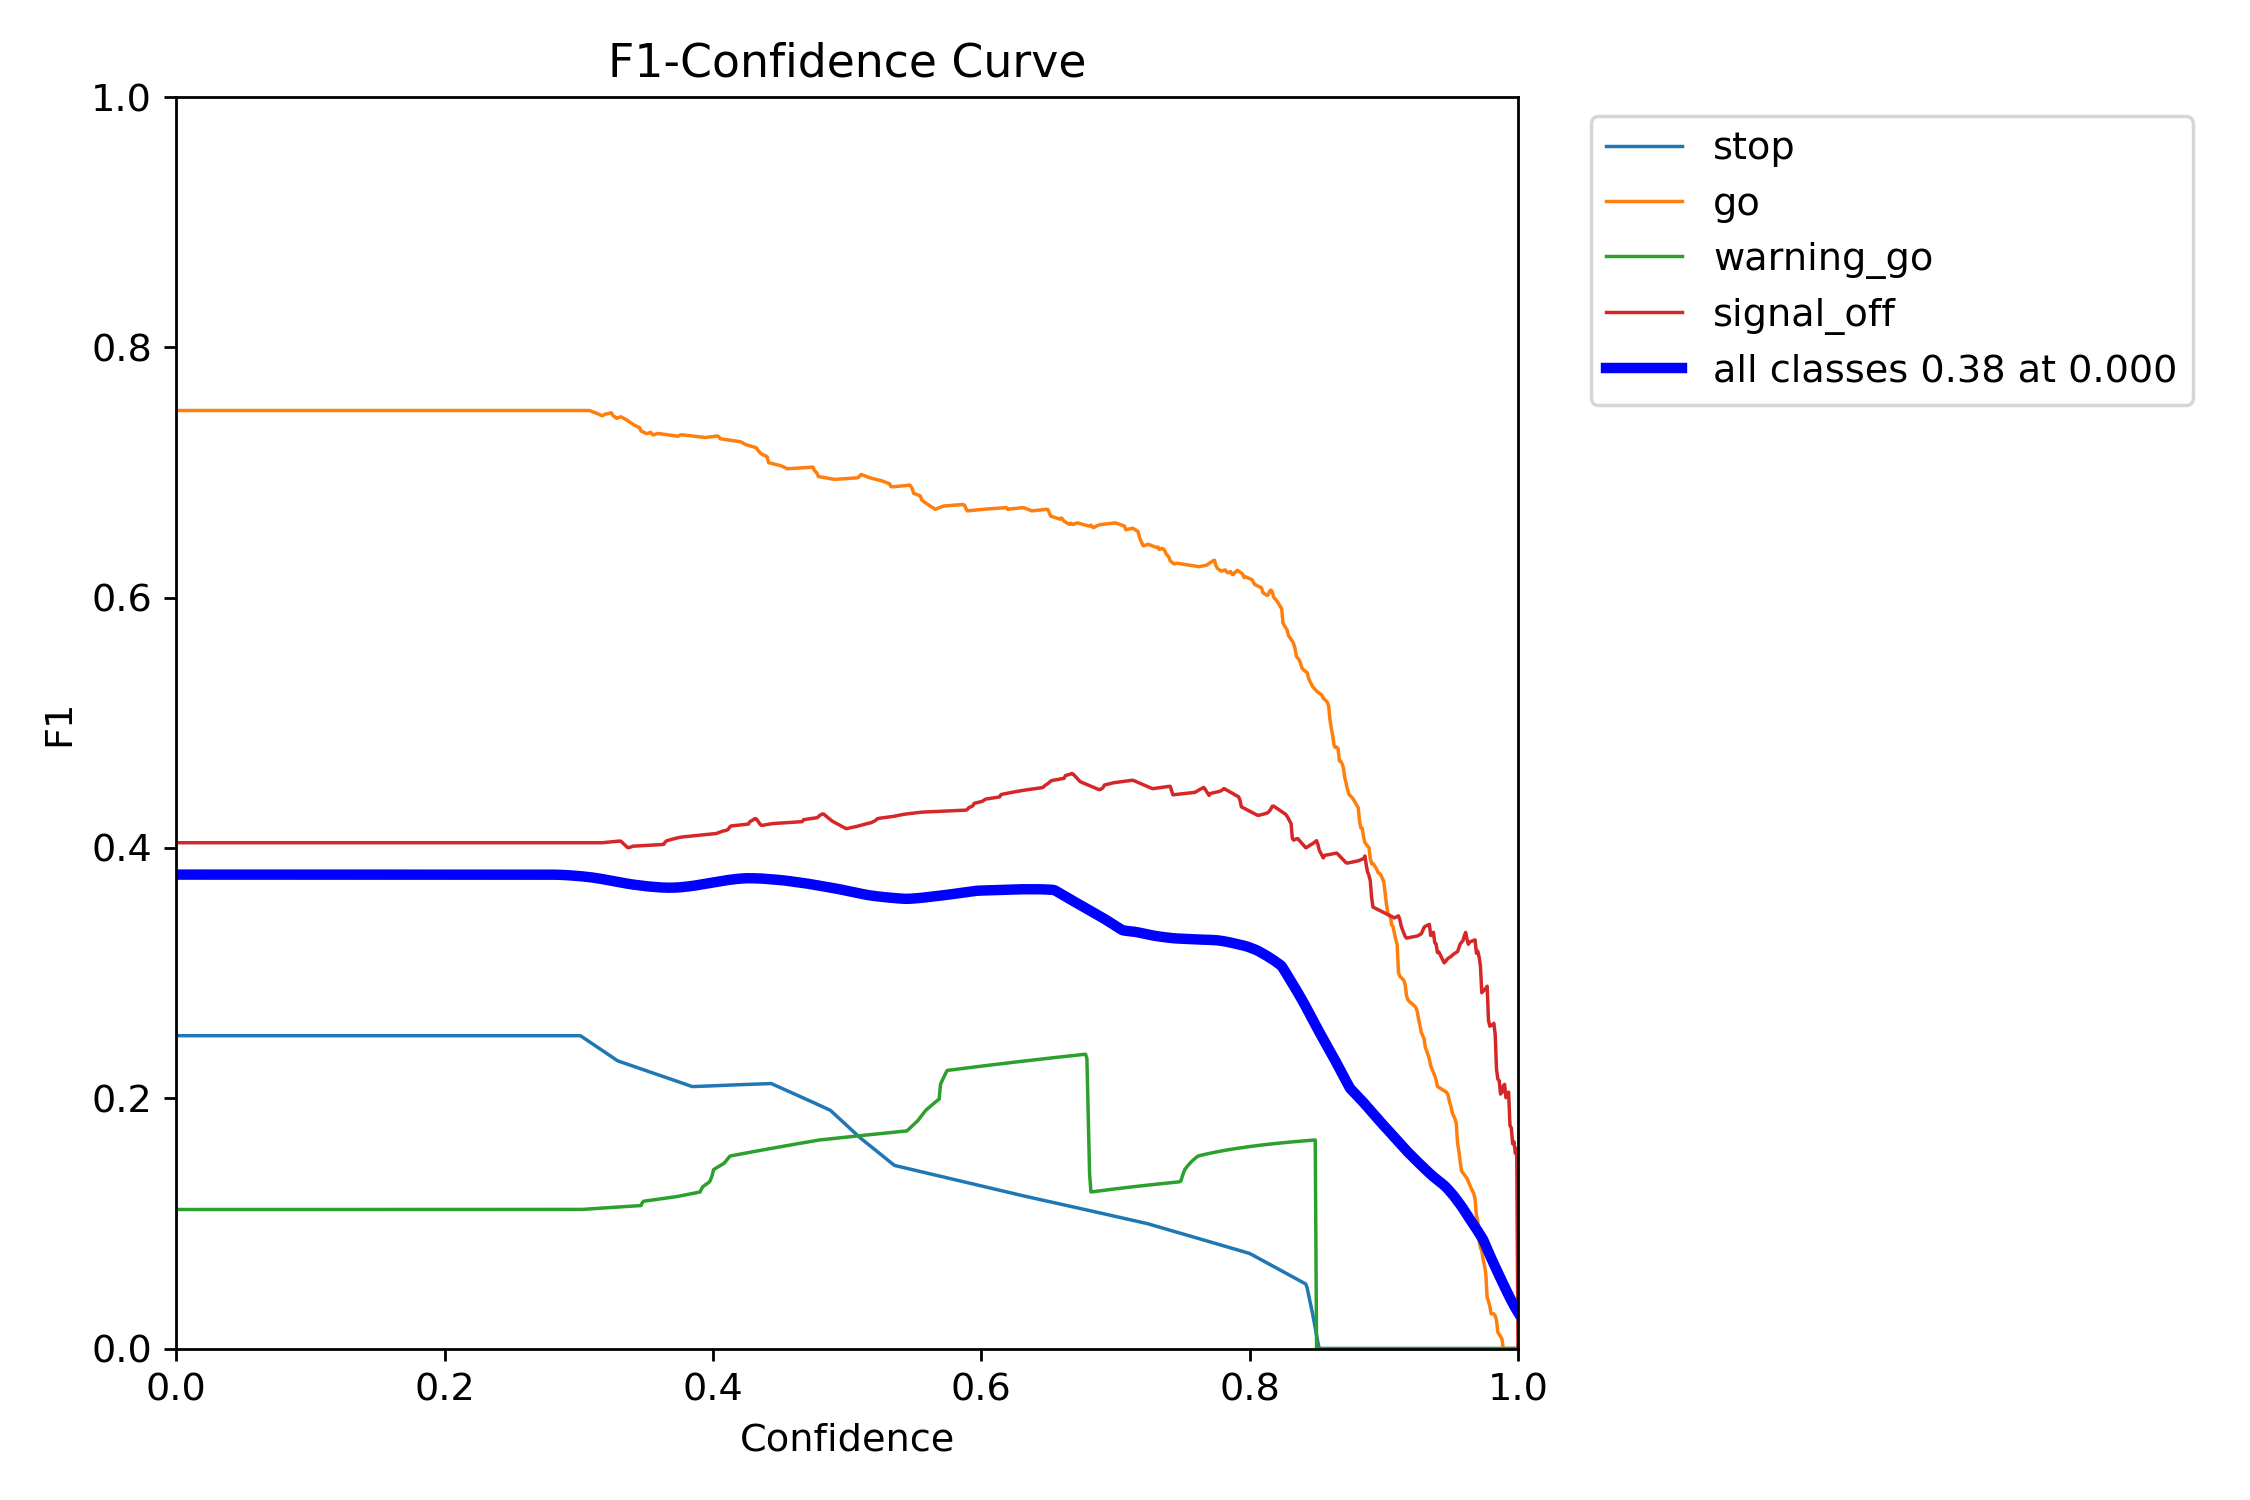 F1-Confidence Curve
1.0
0.8
0.6
0.4
0.2
0.0
F1
0.0 0.2 0.4 0.6 0.8 1.0
Confidence
stop
go
warning_go
signal_off
all classes 0.38 at 0.000